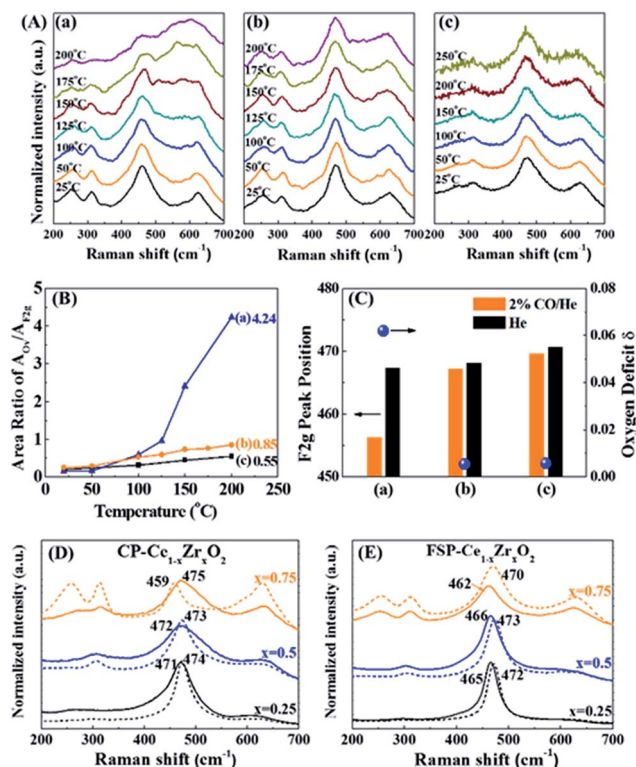 (A)
(a)
200°C
175°C
150°C
125°C
100°C
50°C
25°C
(b)
200°C
175°C
150°C
125°C
100°C
50°C
25°C
(c)
250°C
200°C
150°C
100°C
50°C
25°C
Normalized intensity (a.u.)
200 300 400 500 600 700
200 300 400 500 600 700
200 300 400 500 600 700
Raman shift (cm-1)
Raman shift (cm-1)
Raman shift (cm-1)
(B)
Area Ratio of AOv/AF2g
5
4
3
2
1
0
(a)4.24
(b)0.85
(c)0.55
0 50 100 150 200 250
Temperature (°C)
(C)
2% CO/He
He
F2g Peak Position
480
470
460
450
(a) (b) (c)
0.08
0.06
0.04
0.02
0.00
Oxygen Deficit δ
(D)
CP-Ce1-xZrxO2
Normalized intensity (a.u.)
459 475
x=0.75
472 473
x=0.5
471 474
x=0.25
200 300 400 500 600 700
Raman shift (cm-1)
(E)
FSP-Ce1-xZrxO2
Normalized intensity (a.u.)
462 470
x=0.75
466 473
x=0.5
465 472
x=0.25
200 300 400 500 600 700
Raman shift (cm-1)